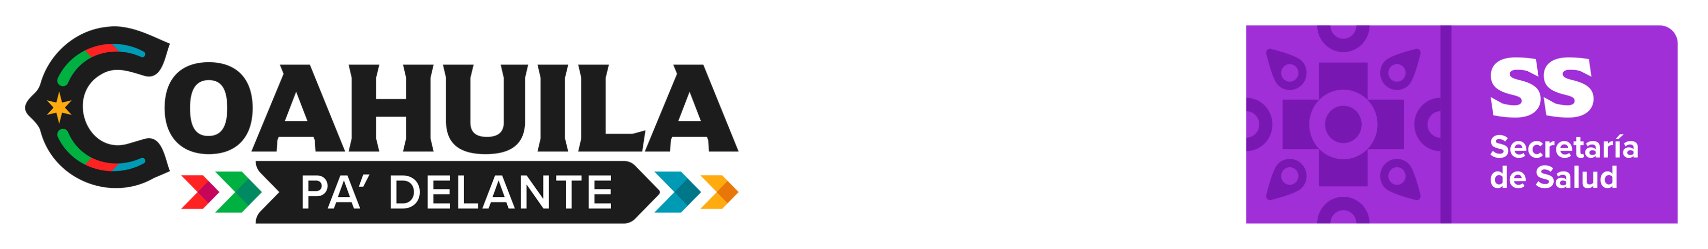 COAHUILA
PA' DELANTE
SS
Secretaría
de Salud